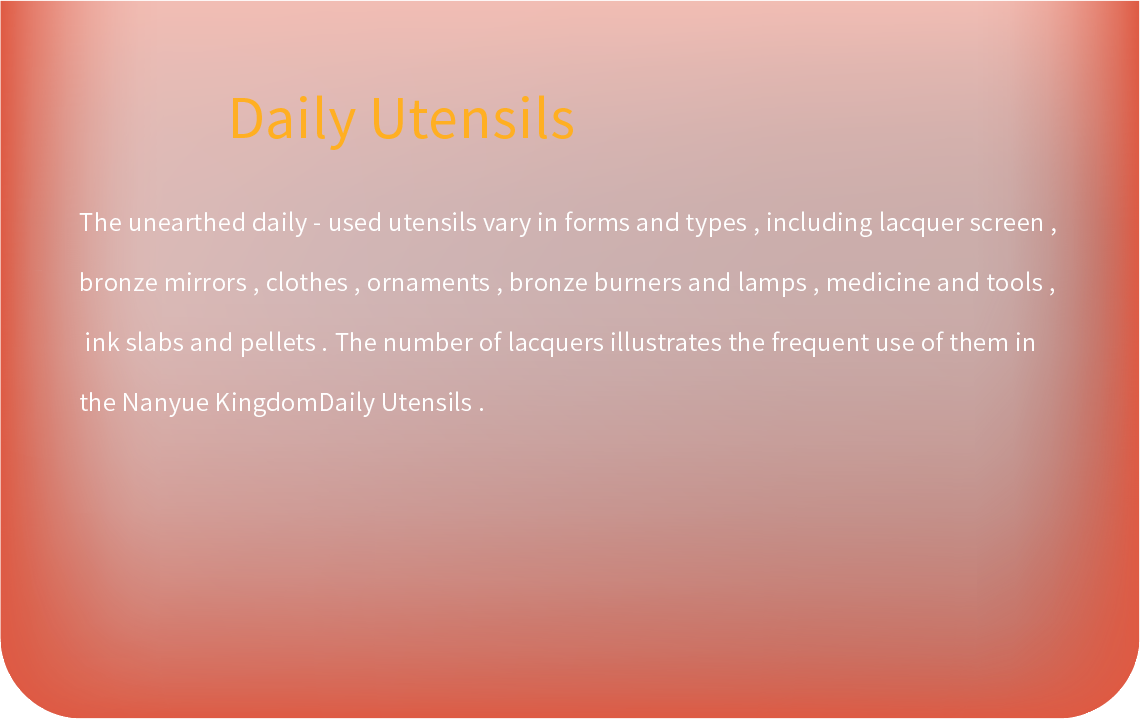 Daily Utensils
The unearthed daily - used utensils vary in forms and types , including lacquer screen ,
bronze mirrors , clothes , ornaments , bronze burners and lamps , medicine and tools ,
ink slabs and pellets . The number of lacquers illustrates the frequent use of them in
the Nanyue KingdomDaily Utensils .